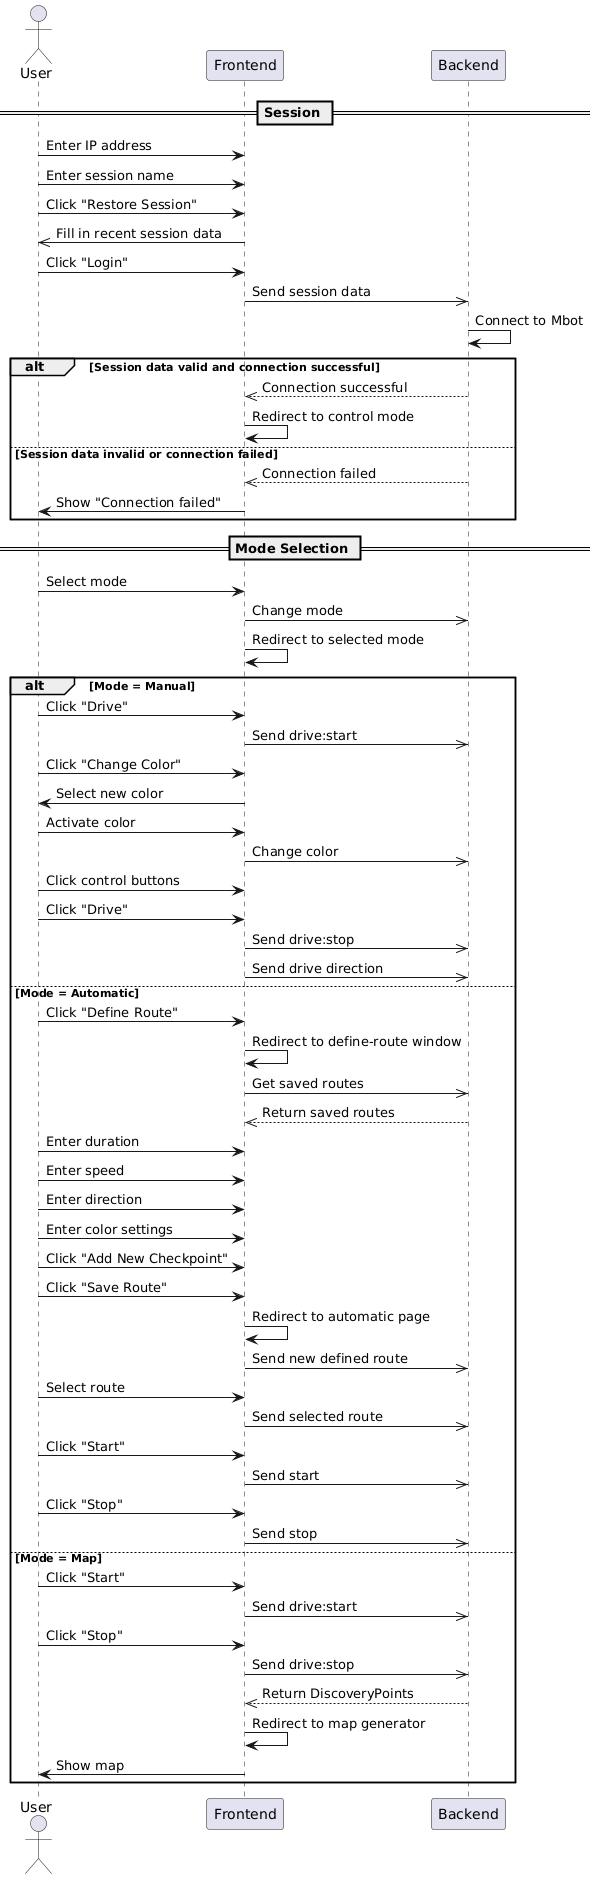 User
Frontend
Backend
Session
Enter IP address
Enter session name
Click "Restore Session"
Fill in recent session data
Click "Login"
Send session data
Connect to Mbot
alt
[Session data valid and connection successful]
Connection successful
Redirect to control mode
[Session data invalid or connection failed]
Connection failed
Show "Connection failed"
Mode Selection
Select mode
Change mode
Redirect to selected mode
alt
[Mode = Manual]
Click "Drive"
Send drive:start
Click "Change Color"
Select new color
Activate color
Change color
Click control buttons
Click "Drive"
Send drive:stop
Send drive direction
[Mode = Automatic]
Click "Define Route"
Redirect to define-route window
Get saved routes
Return saved routes
Enter duration
Enter speed
Enter direction
Enter color settings
Click "Add New Checkpoint"
Click "Save Route"
Redirect to automatic page
Send new defined route
Select route
Send selected route
Click "Start"
Send start
Click "Stop"
Send stop
[Mode = Map]
Click "Start"
Send drive:start
Click "Stop"
Send drive:stop
Return DiscoveryPoints
Redirect to map generator
Show map
User
Frontend
Backend